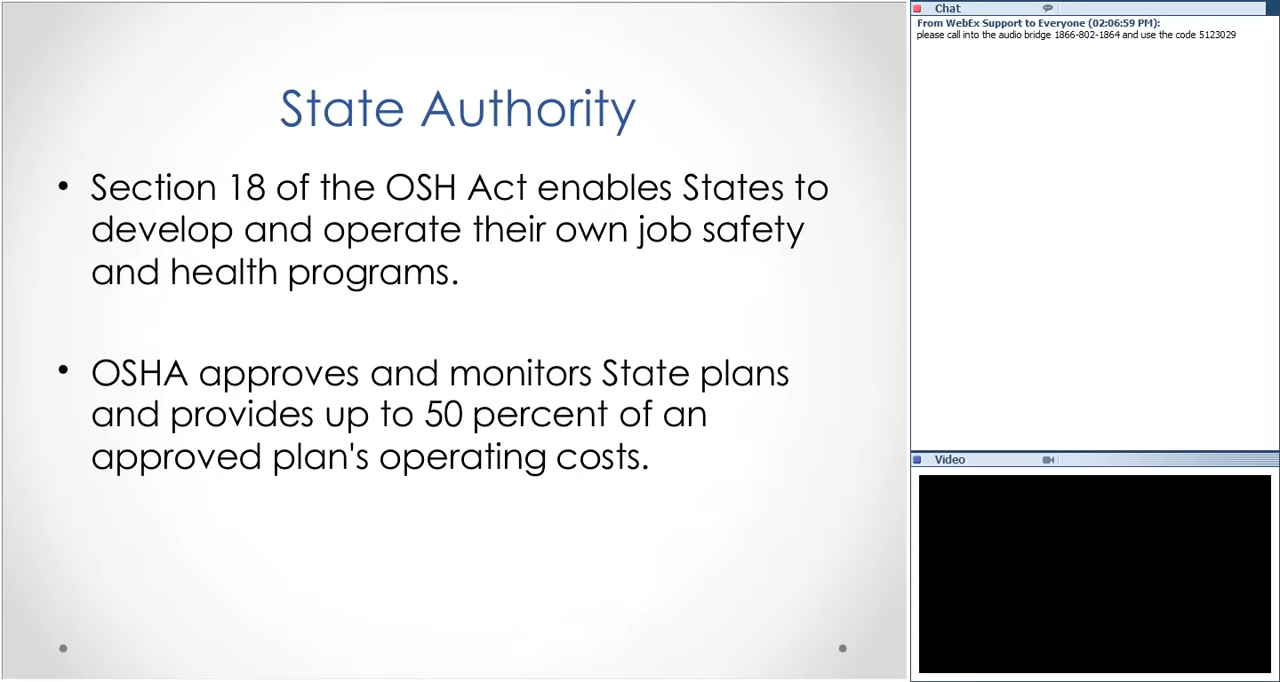 State Authority
• Section 18 of the OSH Act enables States to
develop and operate their own job safety
and health programs.
• OSHA approves and monitors State plans
and provides up to 50 percent of an
approved plan's operating costs.
Chat
From WebEx Support to Everyone (02:06:59 PM):
please call into the audio bridge 1866-802-1864 and use the code 5123029
Video